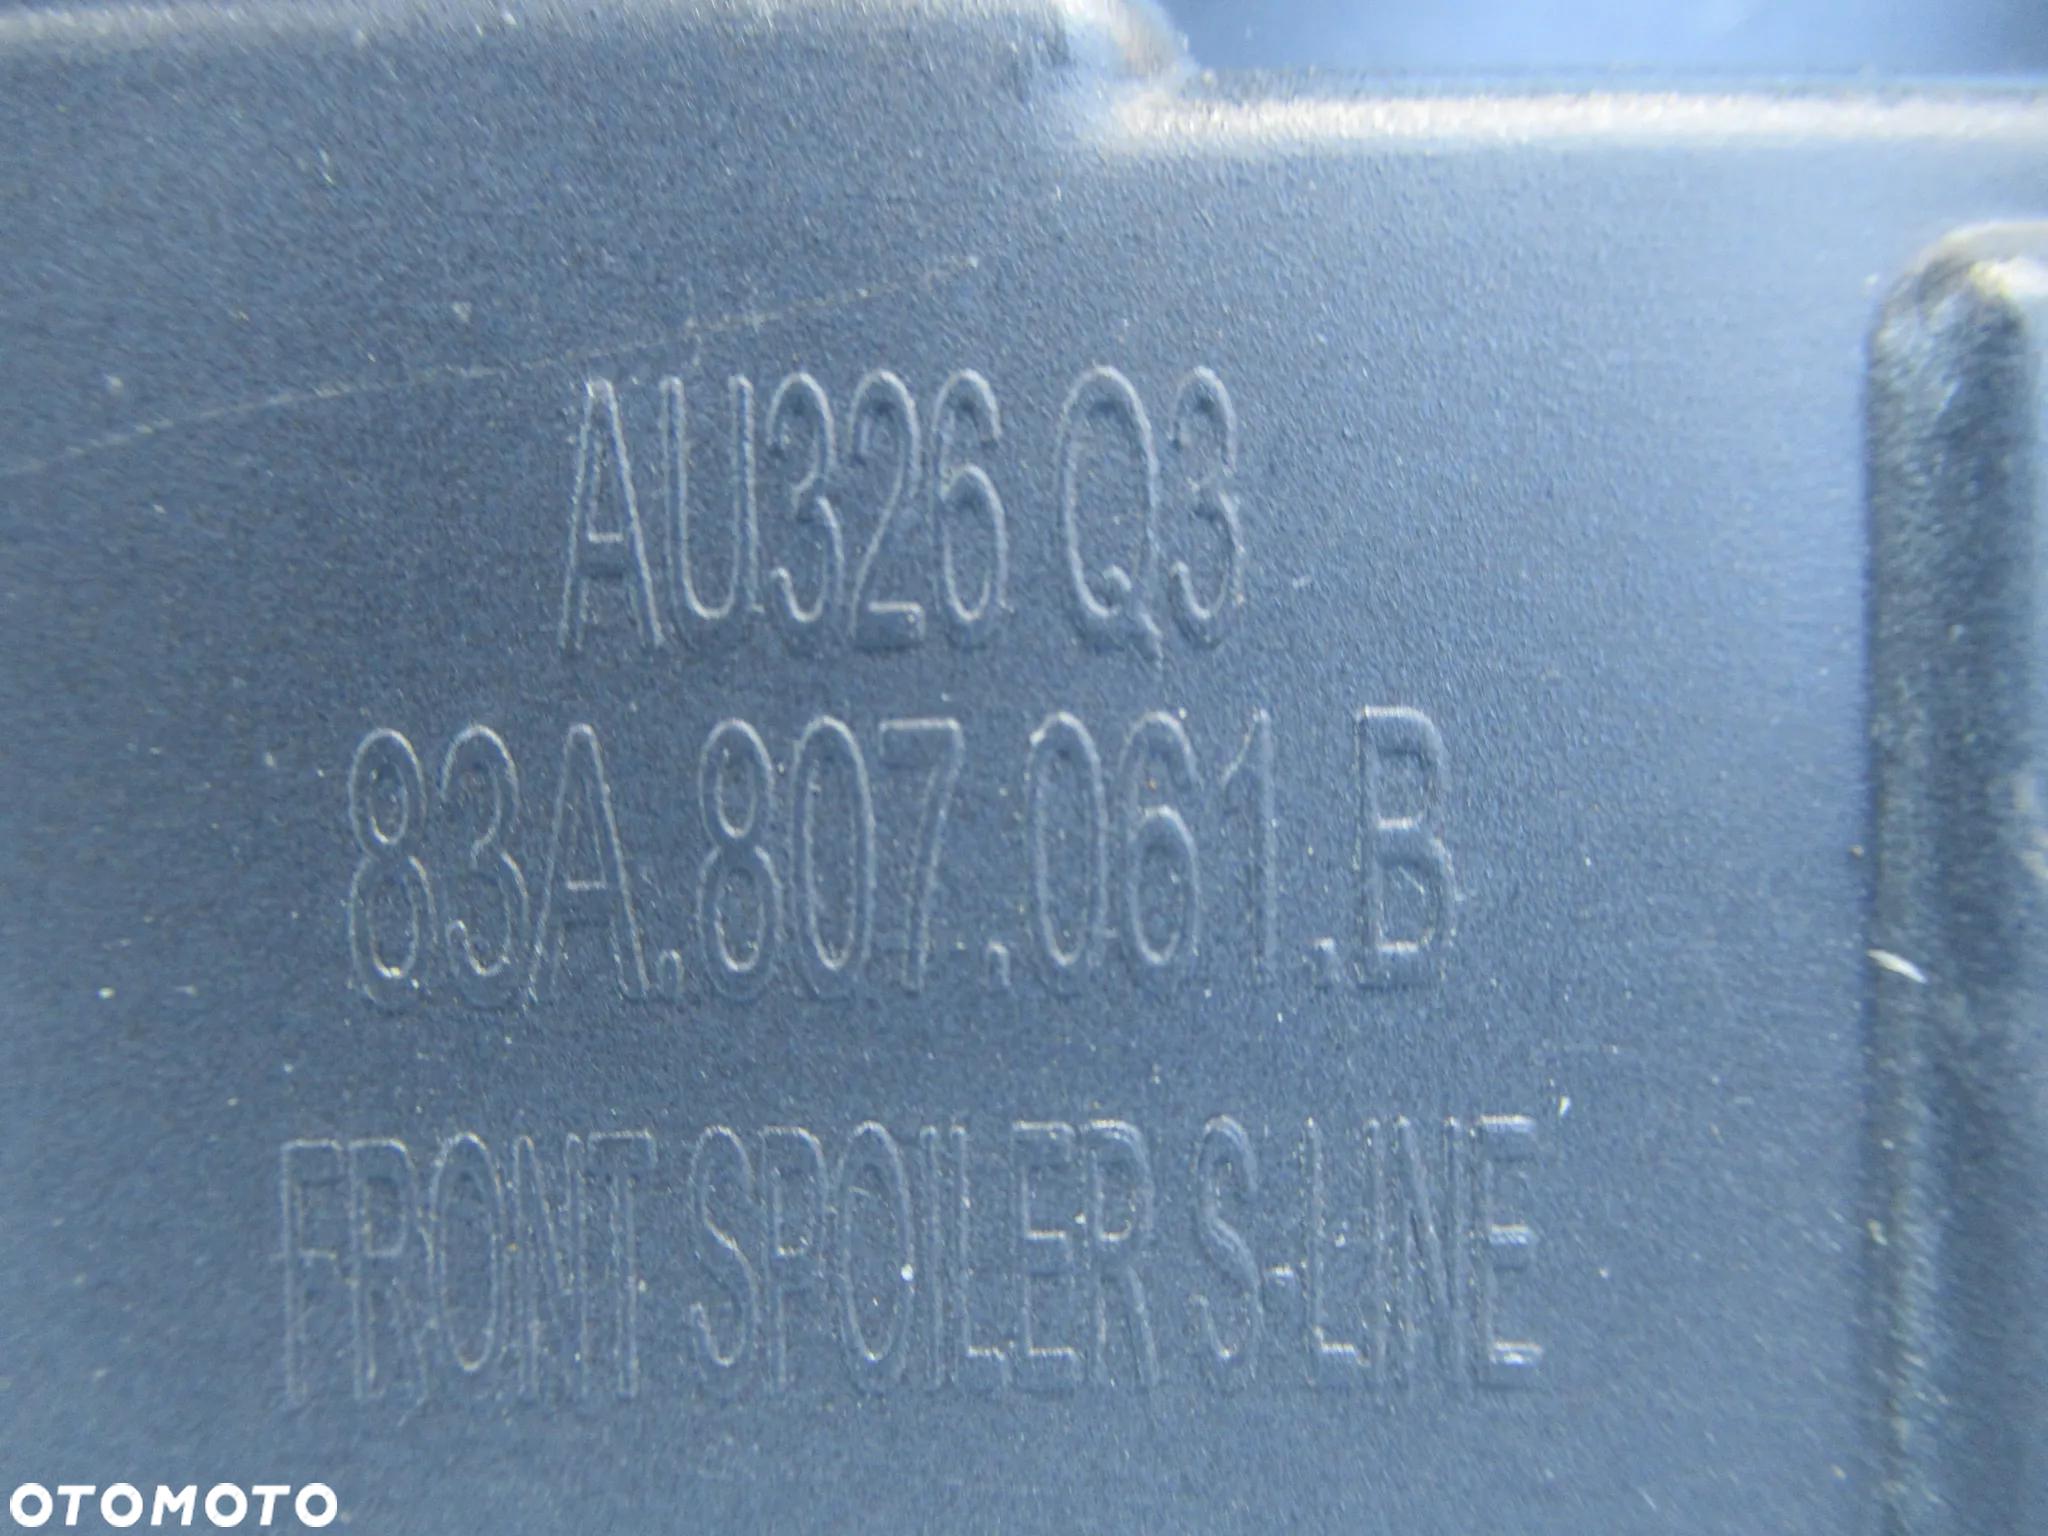 AU326 Q3
83A.807.061.B
FRONT SPOILER S-LINE
OTOMOTO